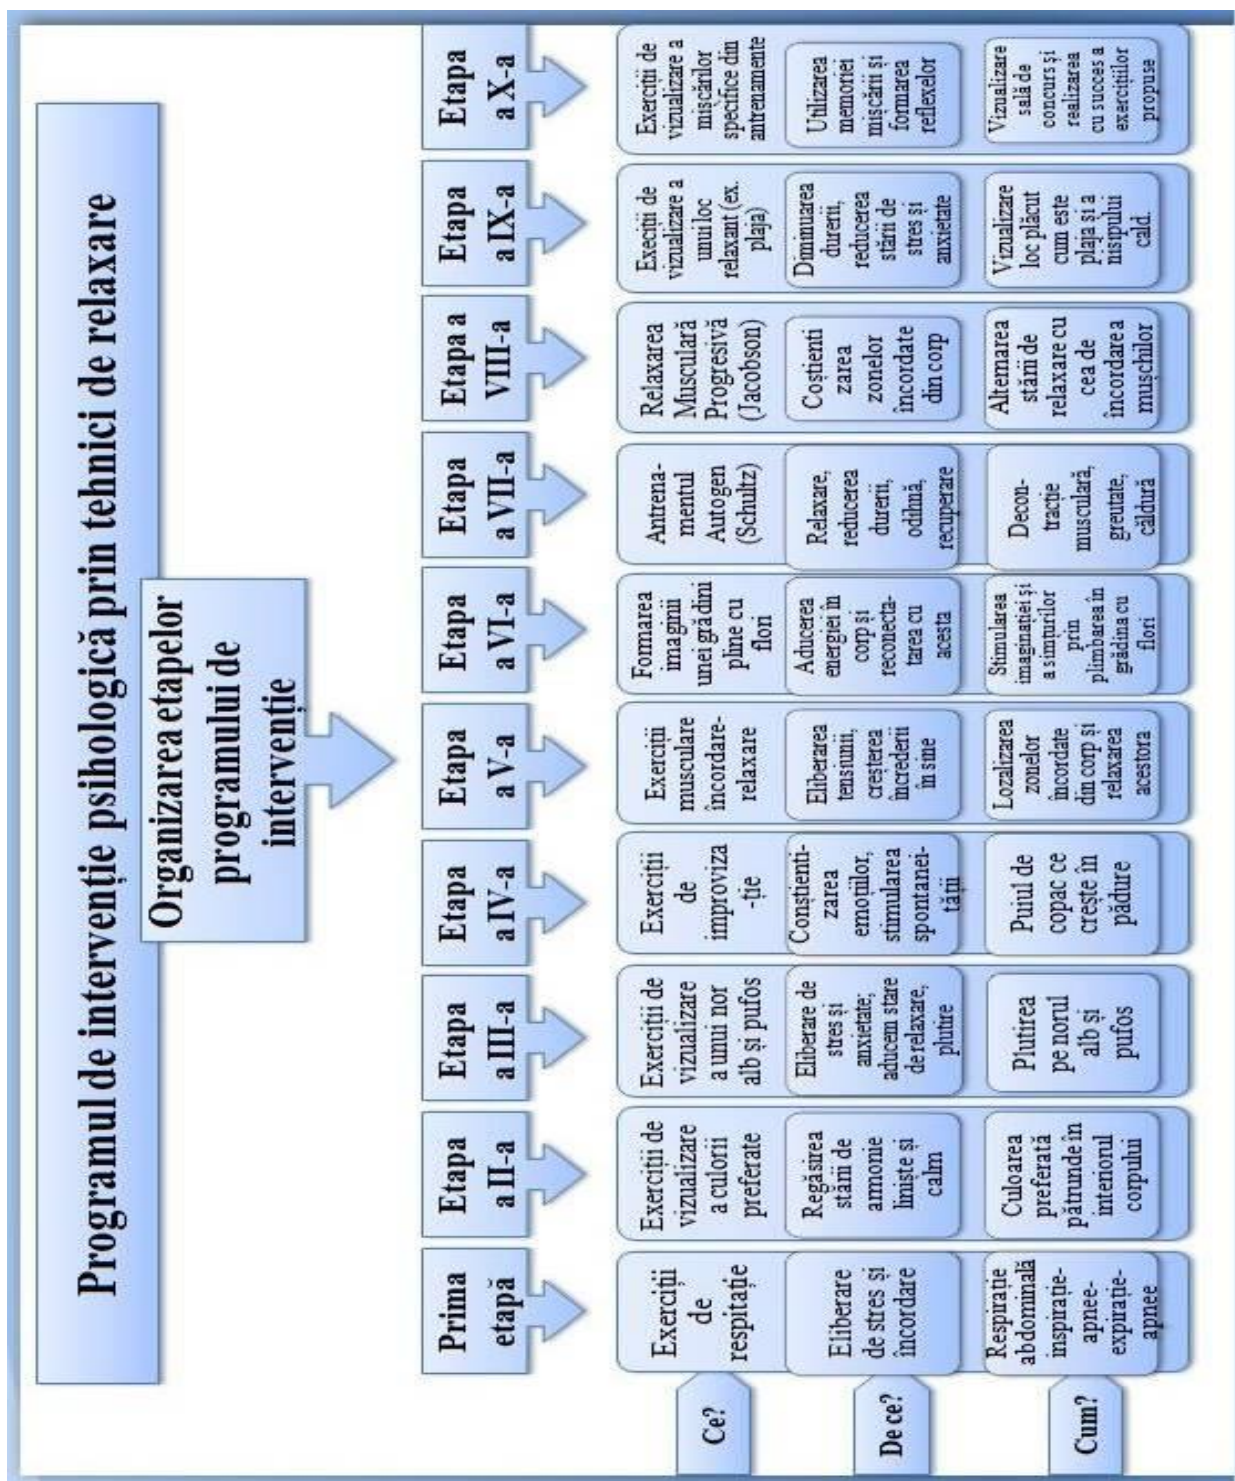 Programul de intervenție psihologică prin tehnici de relaxare
Organizarea etapelor
programului de
intervenție
Prima
etapă
Etapa
a II-a
Etapa
a III-a
Etapa
a IV-a
Etapa
a V-a
Etapa
a VI-a
Etapa
a VII-a
Etapa a
VIII-a
Etapa
a IX-a
Etapa
a X-a
Ce?
Exerciții
de
respitație
Exerciții de
vizualizare
a culorii
preferate
Exerciții de
vizualizare
a unui nor
alb și pufos
Exerciții
de
improviza
-ție
Exerciții
musculare
încordare-
relaxare
Formarea
imaginii
unei grădini
pline cu
flori
Antrena-
mentul
Autogen
(Schultz)
Relaxarea
Musculară
Progresivă
(Jacobson)
Execiții de
vizualizare a
unui loc
relaxant (ex.
plaja)
Exerciții de
vizualizare a
mișcărilor
specifice din
antrenamente
De ce?
Eliberare
de stres și
încordare
Regăsirea
stării de
armonie
liniște și
calm
Eliberare de
stres și
anxietate;
aducem stare
de relaxare,
plutire
Conștienti-
zarea
emoțiilor,
stimularea
spontanei-
tății
Eliberarea
tensiunii,
creșterea
încrederii
în sine
Aducerea
energiei în
corp și
reconecta-
tarea cu
acesta
Relaxare,
reducerea
durerii,
odihnă,
recuperare
Coștienti
zarea
zonelor
încordate
din corp
Diminuarea
durerii,
reducerea
stării de
stres și
anxietate
Utilizarea
memoriei
mișcării și
formarea
reflexelor
Cum?
Respirație
abdominală
inspirație-
apnee-
expirație-
apnee
Culoarea
preferată
pătrunde în
interiorul
corpului
Plutirea
pe norul
alb și
pufos
Puiul de
copac ce
crește în
pădure
Lozalizarea
zonelor
încordate
din corp și
relaxarea
acestora
Stimularea
imaginației și
a simțurilor
prin
plimbarea în
grădina cu
flori
Decon-
tracție
musculară,
greutate,
căldură
Alternarea
stării de
relaxare cu
cea de
încordare a
mușchilor
Vizualizare
loc plăcut
cum este
plaja și a
nisipului
cald.
Vizualizare
sală de
concurs și
realizarea
cu succes a
exercițiilor
propuse